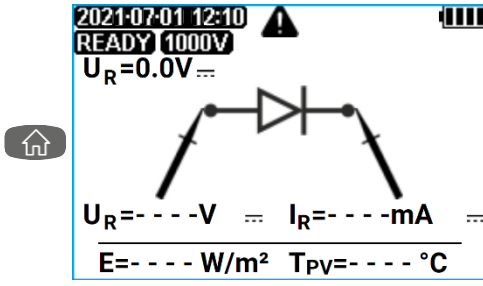 2021·07·01 12:10
READY 1000V
UR=0.0V
UR=- - - -V IR=- - - -mA
E=- - - - W/m² TPV=- - - - °C